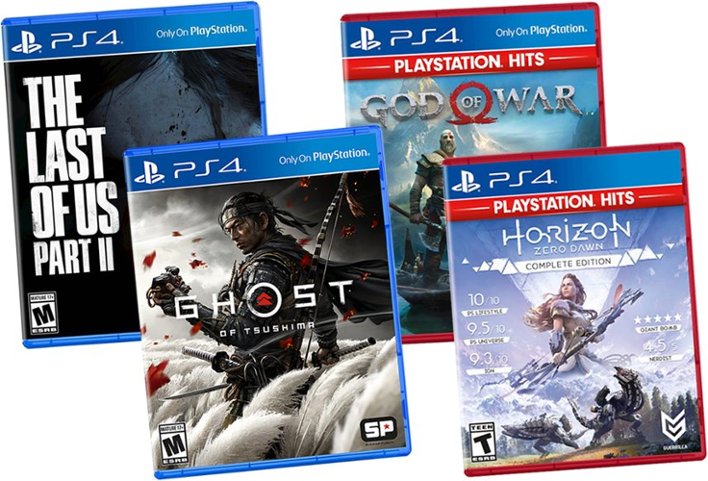 PS4
Only On PlayStation.
THE
LAST
OF US
PART II
MATURE 17+
M
ESRB
PS4
PLAYSTATION HITS
GOD OF WAR
PS4
Only On PlayStation.
GHOST
OF TSUSHIMA
MATURE 17+
M
ESRB
SP
PS4
PLAYSTATION HITS
HORIZON
ZERO DAWN
COMPLETE EDITION
10/10
PS LIFESTYLE
9.5/10
PS UNIVERSE
9.3/10
IGN
★★★★★
GIANT BOMB
4.5/5
NERDIST
TEEN
T
ESRB
GUERRILLA